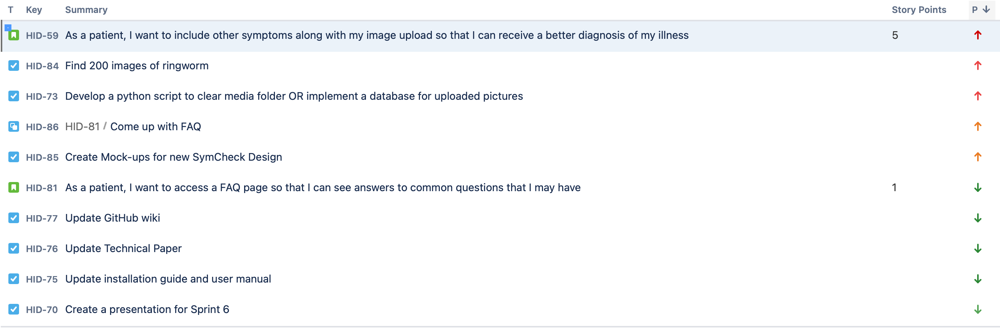 T Key Summary Story Points P
HID-59 As a patient, I want to include other symptoms along with my image upload so that I can receive a better diagnosis of my illness 5
HID-84 Find 200 images of ringworm
HID-73 Develop a python script to clear media folder OR implement a database for uploaded pictures
HID-86 HID-81 / Come up with FAQ
HID-85 Create Mock-ups for new SymCheck Design
HID-81 As a patient, I want to access a FAQ page so that I can see answers to common questions that I may have 1
HID-77 Update GitHub wiki
HID-76 Update Technical Paper
HID-75 Update installation guide and user manual
HID-70 Create a presentation for Sprint 6